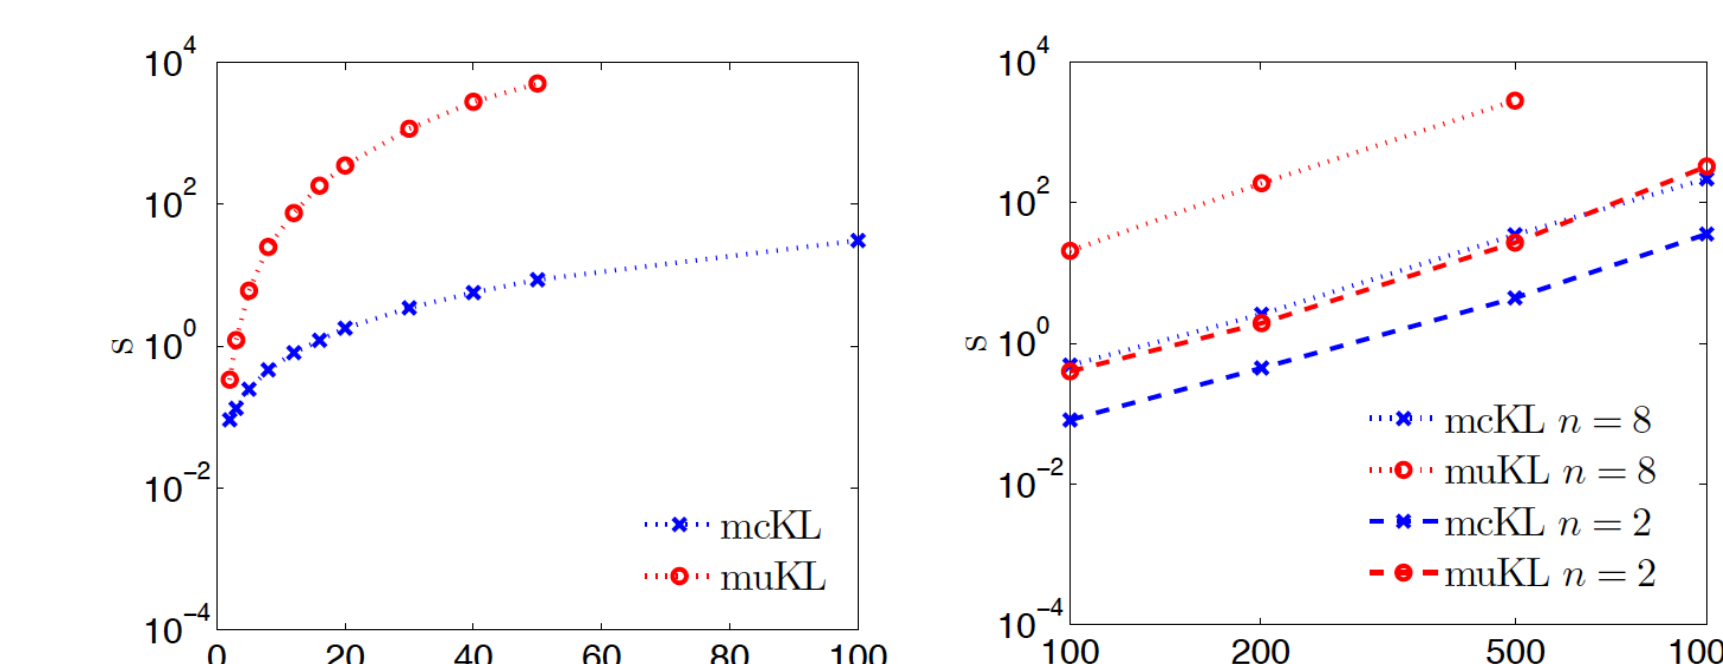 10^4
10^2
10^0
10^−2
10^−4
s
0 20 40 60 80 100
mcKL
muKL
10^4
10^2
10^0
10^−2
10^−4
s
100 200 500 100
mcKL n = 8
muKL n = 8
mcKL n = 2
muKL n = 2